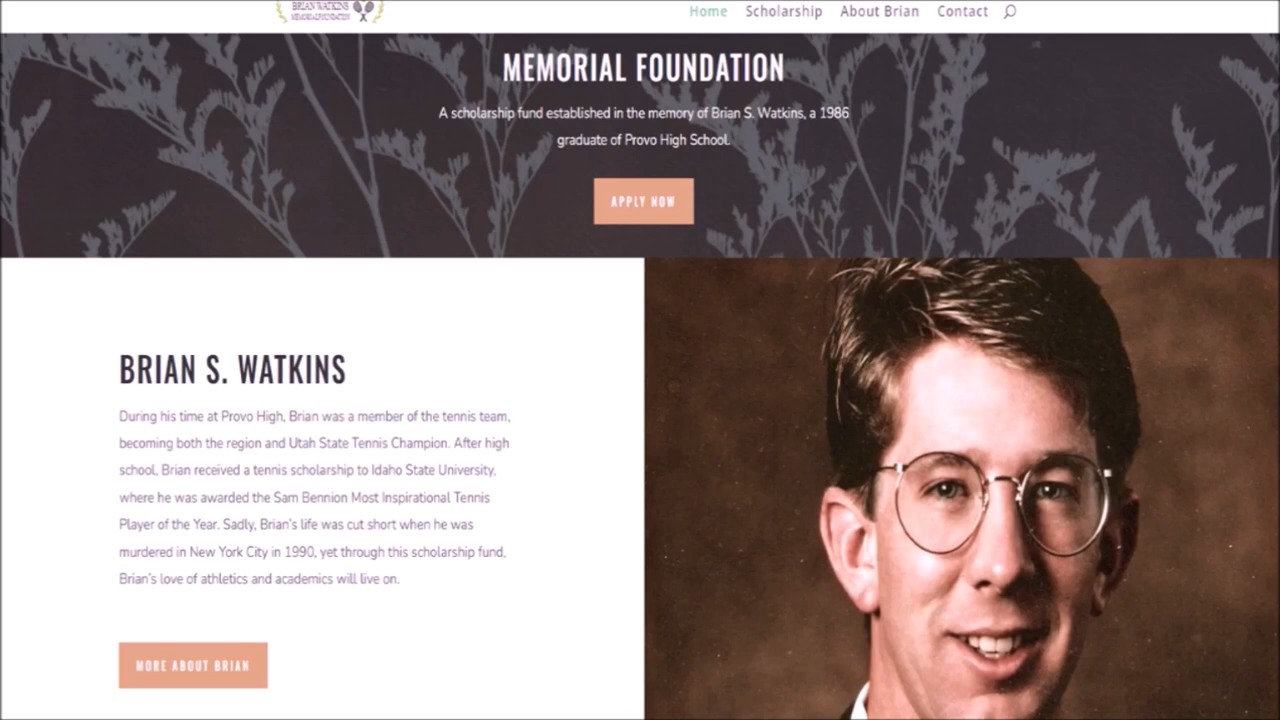 BRIAN WATKINS
MEMORIAL FOUNDATION
Home Scholarship About Brian Contact
MEMORIAL FOUNDATION
A scholarship fund established in the memory of Brian S. Watkins, a 1986
graduate of Provo High School.
APPLY NOW
BRIAN S. WATKINS
During his time at Provo High, Brian was a member of the tennis team,
becoming both the region and Utah State Tennis Champion. After high
school, Brian received a tennis scholarship to Idaho State University,
where he was awarded the Sam Bennion Most Inspirational Tennis
Player of the Year. Sadly, Brian's life was cut short when he was
murdered in New York City in 1990, yet through this scholarship fund,
Brian's love of athletics and academics will live on.
MORE ABOUT BRIAN